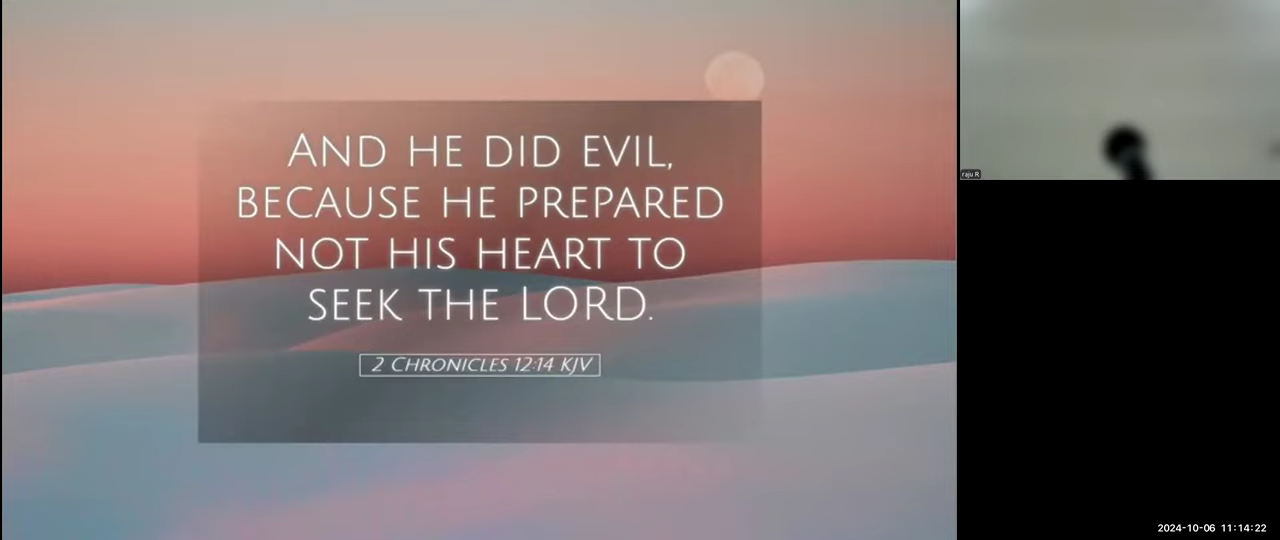 AND HE DID EVIL,
BECAUSE HE PREPARED
NOT HIS HEART TO
SEEK THE LORD.
2 CHRONICLES 12:14 KJV
raju R
2024-10-06 11:14:22